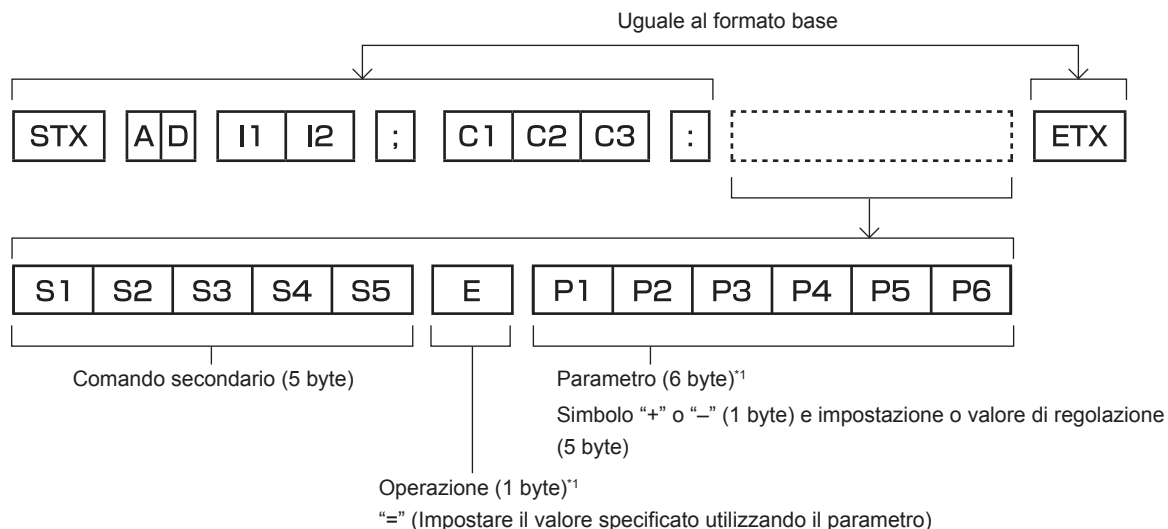 Uguale al formato base
STX A D I1 I2 ; C1 C2 C3 : ETX
S1 S2 S3 S4 S5 E P1 P2 P3 P4 P5 P6
Comando secondario (5 byte)
Parametro (6 byte)*1
Simbolo “+” o “–” (1 byte) e impostazione o valore di regolazione
(5 byte)
Operazione (1 byte)*1
“=” (Impostare il valore specificato utilizzando il parametro)